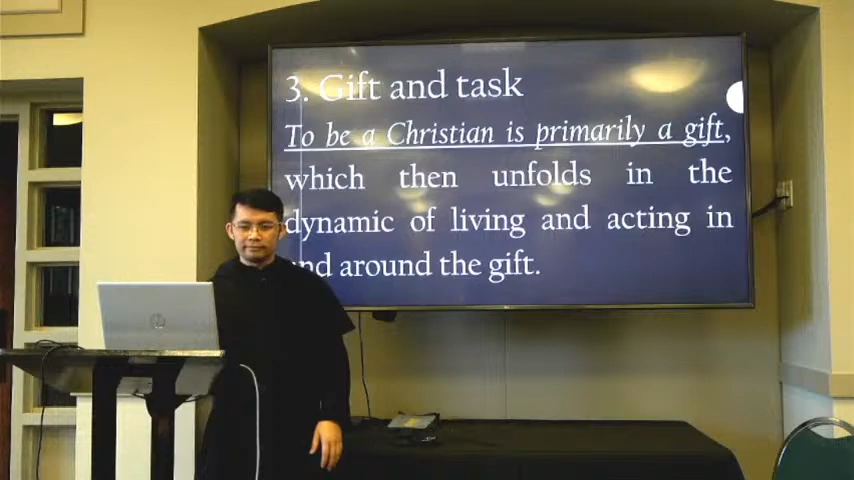 3. Gift and task
To be a Christian is primarily a gift,
which then unfolds in the
dynamic of living and acting in
and around the gift.